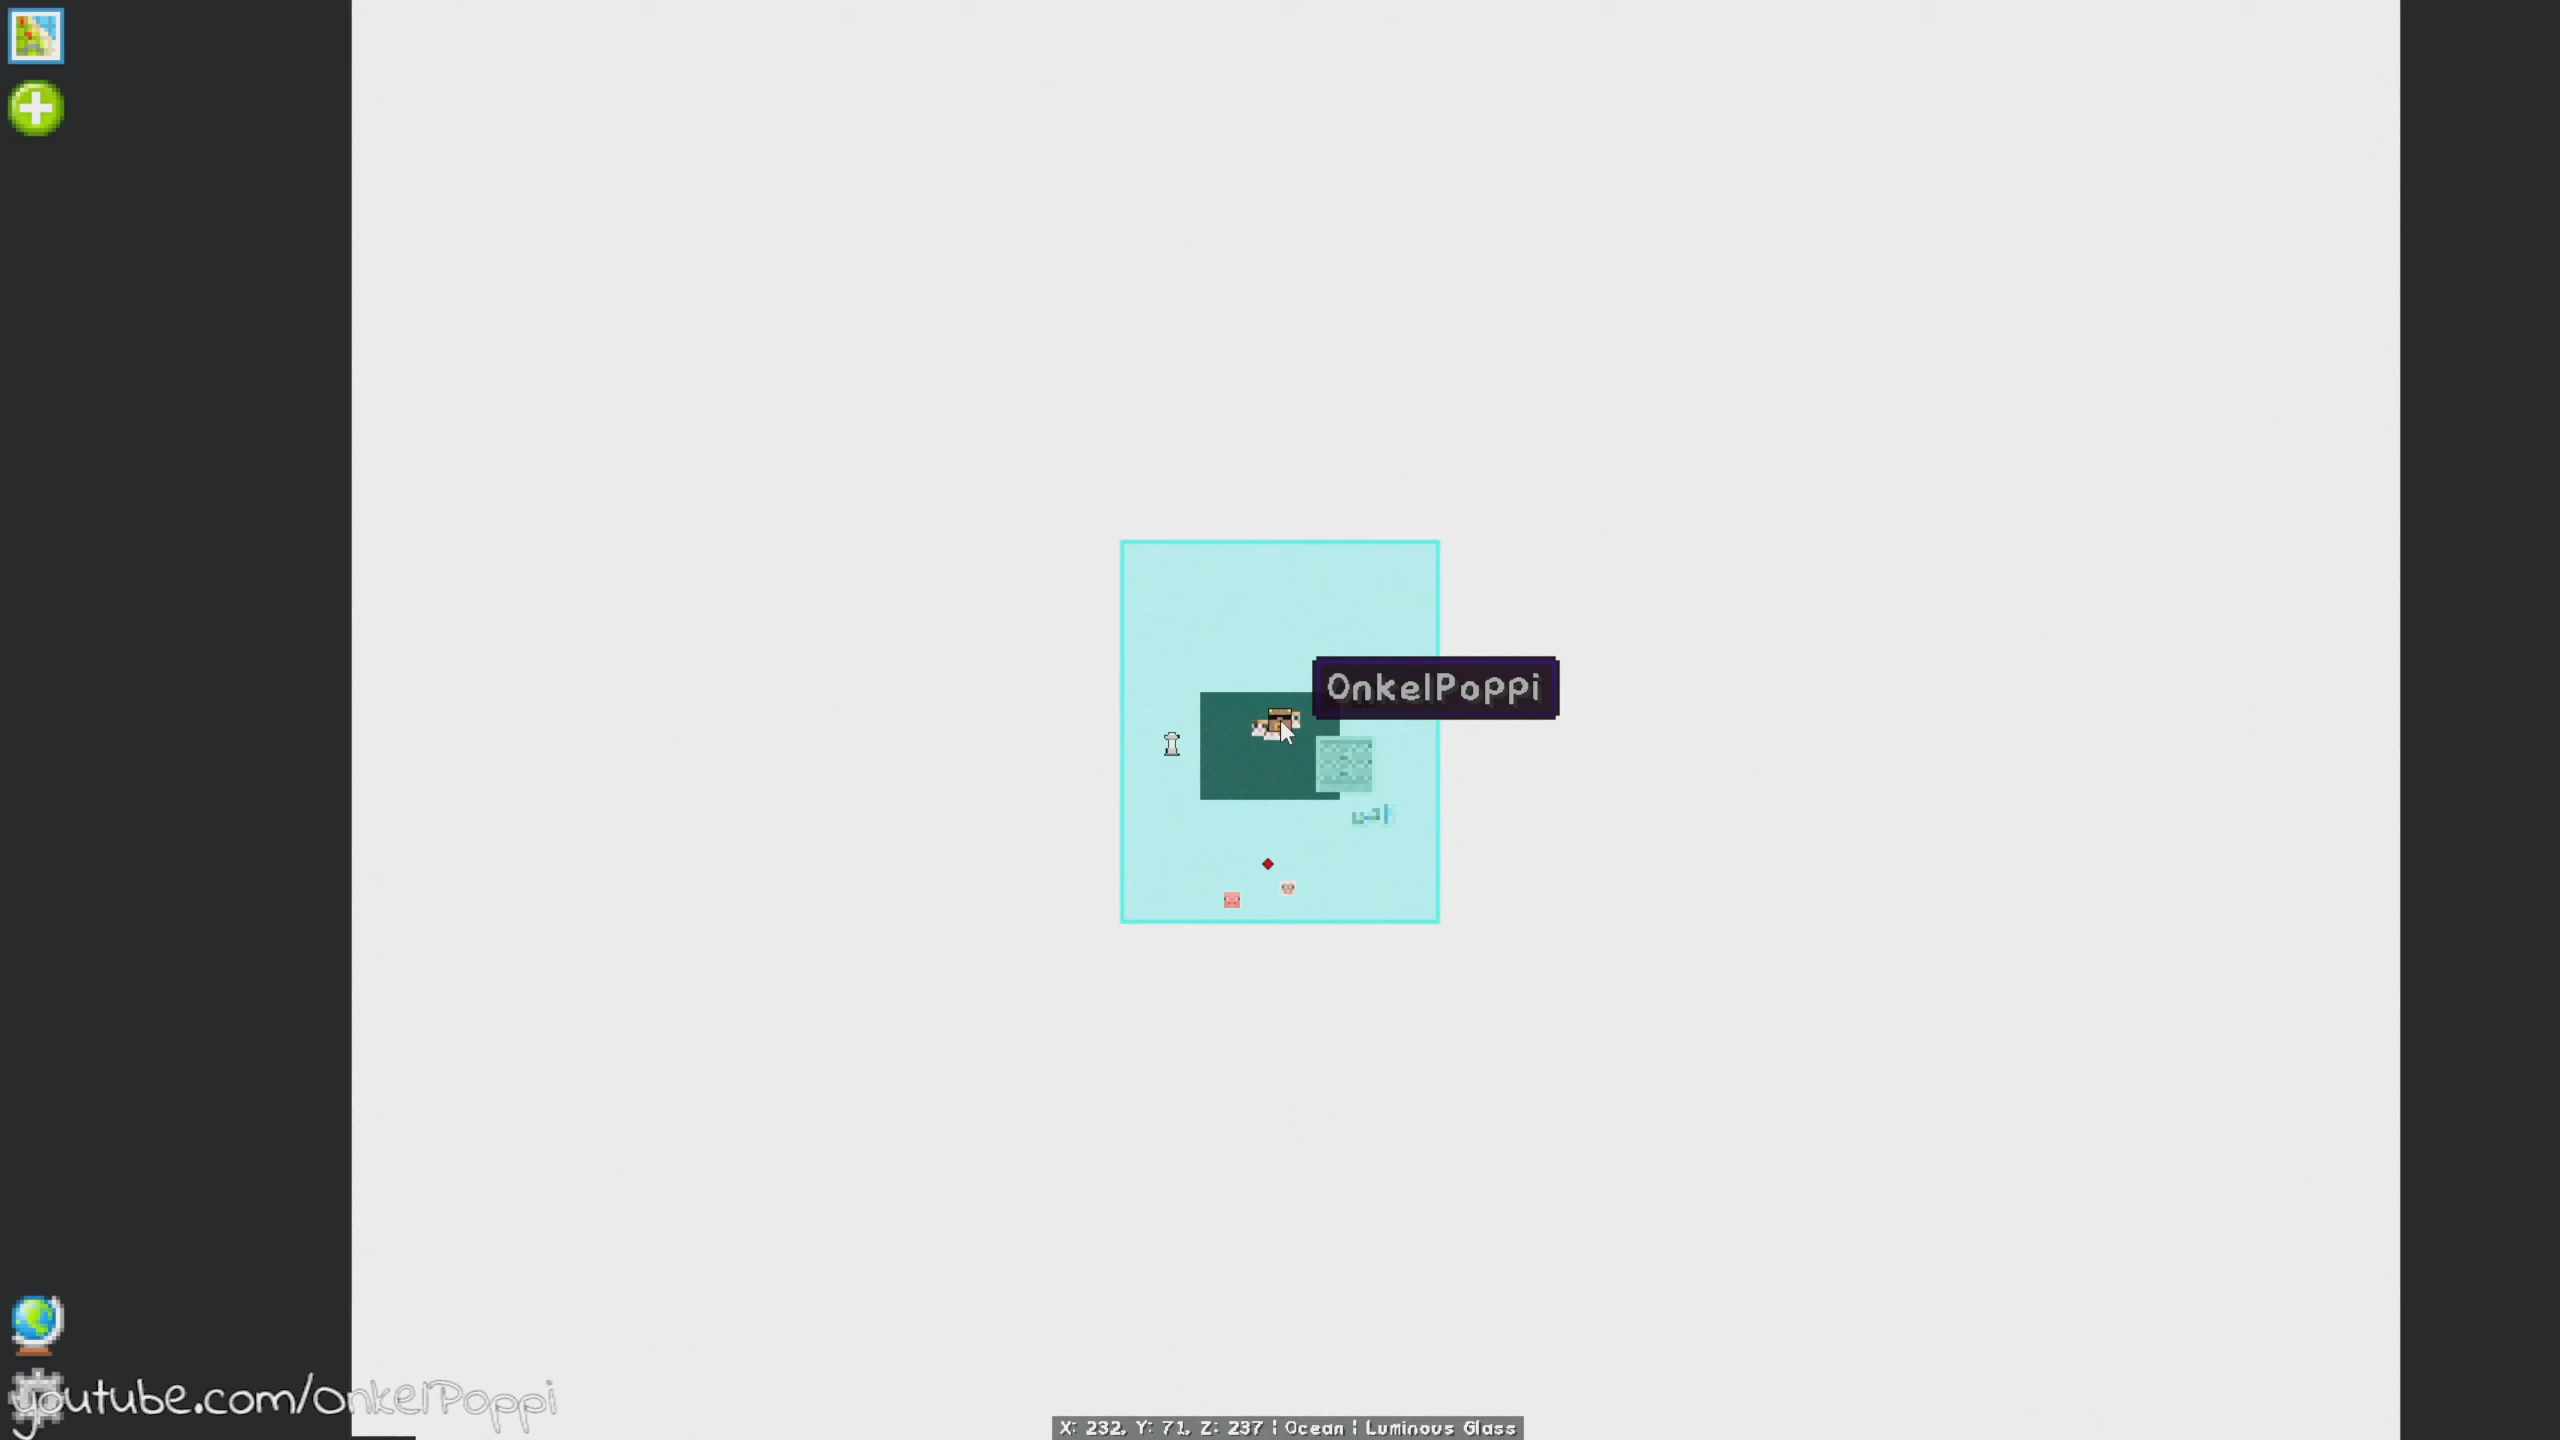 OnkelPoppi
youtube.com/OnkelPoppi
X: 232, Y: 71, Z: 237 | Ocean | Luminous Glass